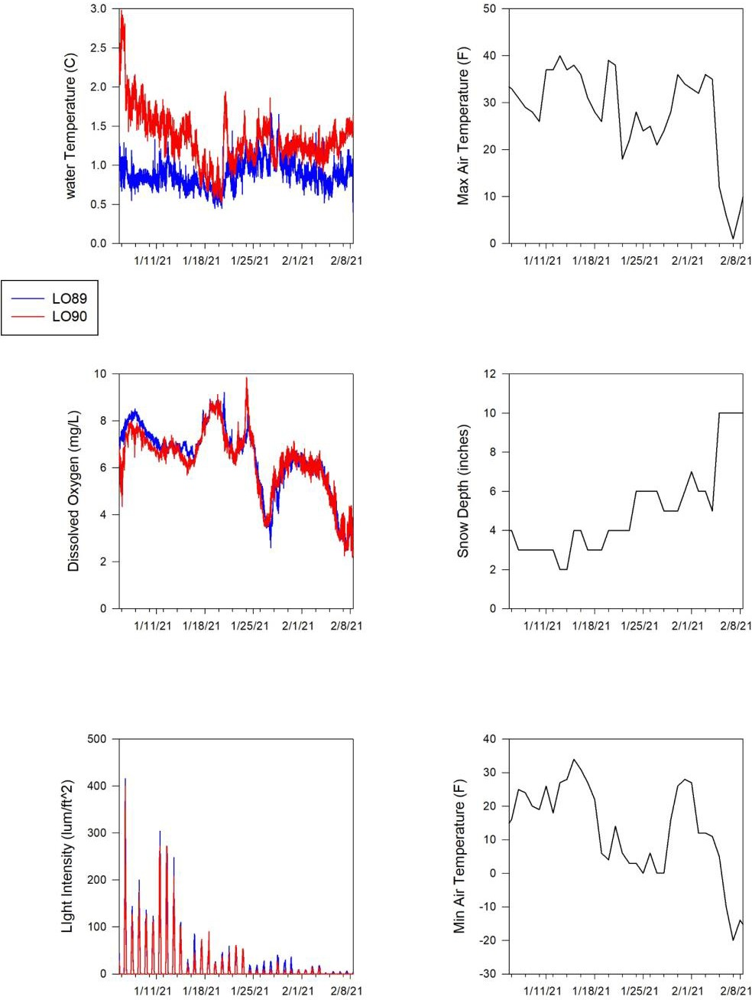 3.0
2.5
2.0
1.5
1.0
0.5
0.0
water Temperature (C)
1/11/21 1/18/21 1/25/21 2/1/21 2/8/21
50
40
30
20
10
0
Max Air Temperature (F)
1/11/21 1/18/21 1/25/21 2/1/21 2/8/21
LO89
LO90
10
8
6
4
2
0
Dissolved Oxygen (mg/L)
1/11/21 1/18/21 1/25/21 2/1/21 2/8/21
12
10
8
6
4
2
0
Snow Depth (inches)
1/11/21 1/18/21 1/25/21 2/1/21 2/8/21
500
400
300
200
100
0
LIght Intensity (lum/ft^2)
1/11/21 1/18/21 1/25/21 2/1/21 2/8/21
40
30
20
10
0
-10
-20
-30
Min Air Temperature (F)
1/11/21 1/18/21 1/25/21 2/1/21 2/8/21